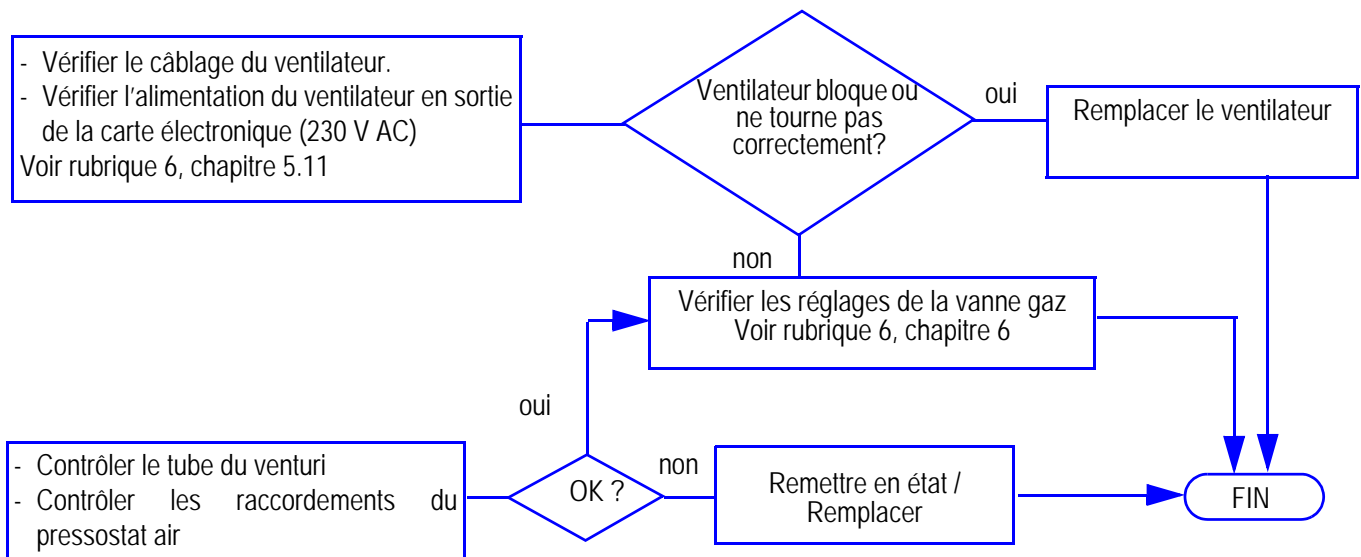 - Vérifier le câblage du ventilateur.
- Vérifier l'alimentation du ventilateur en sortie
de la carte électronique (230 V AC)
Voir rubrique 6, chapitre 5.11
Ventilateur bloque ou
ne tourne pas
correctement?
oui
Remplacer le ventilateur
non
Vérifier les réglages de la vanne gaz
Voir rubrique 6, chapitre 6
oui
- Contrôler le tube du venturi
- Contrôler les raccordements du
pressostat air
OK ?
non
Remettre en état /
Remplacer
FIN